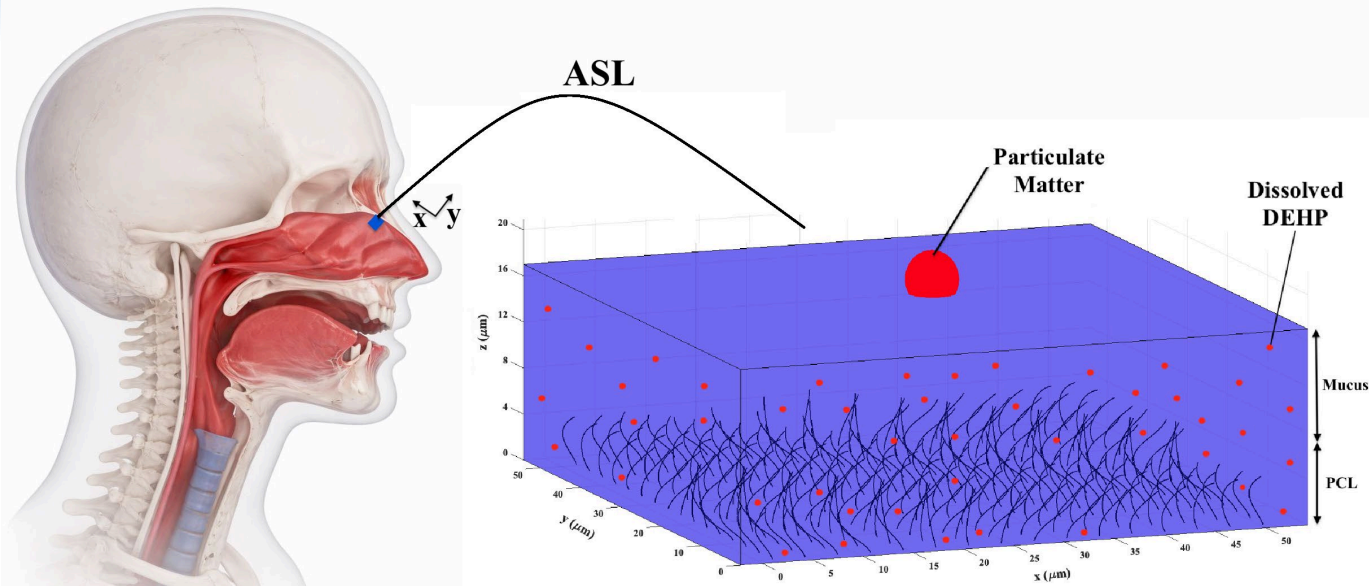 ASL
x y
Particulate
Matter
Dissolved
DEHP
Mucus
PCL
z (μm)
20
16
12
8
4
0
y (μm)
50
40
30
20
10
0
x (μm)
0
5
10
15
20
25
30
35
40
45
50